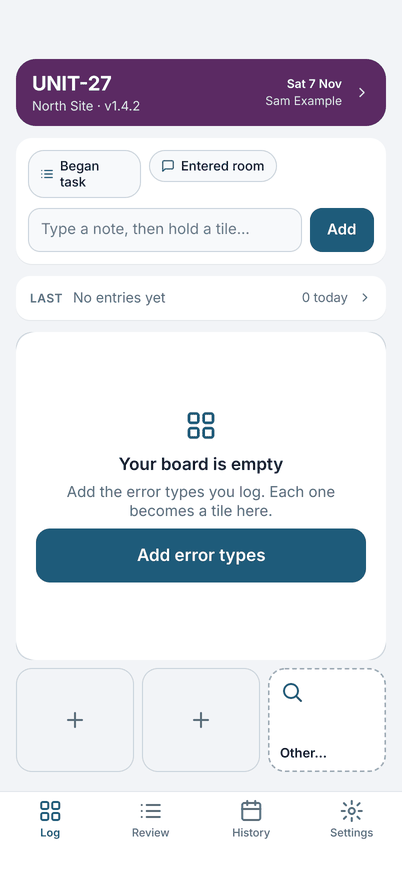 UNIT-27
North Site · v1.4.2
Sat 7 Nov
Sam Example
Began
task
Entered room
Type a note, then hold a tile...
Add
LAST No entries yet
0 today
Your board is empty
Add the error types you log. Each one
becomes a tile here.
Add error types
Other...
Log
Review
History
Settings